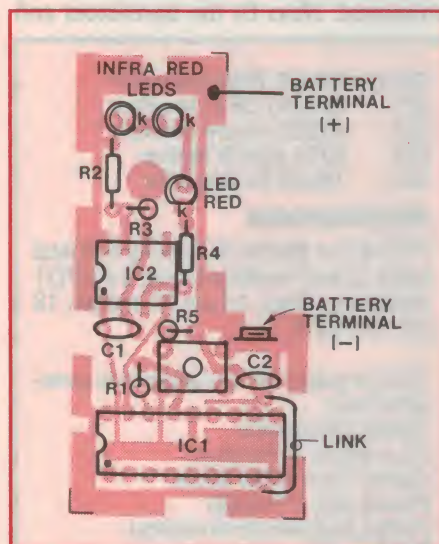 INFRA RED
LEDS
BATTERY
TERMINAL
(+)
k
k
R2
LED
RED
k
R3
R4
IC2
R5
BATTERY
TERMINAL
(-)
C1
C2
R1
IC1
LINK